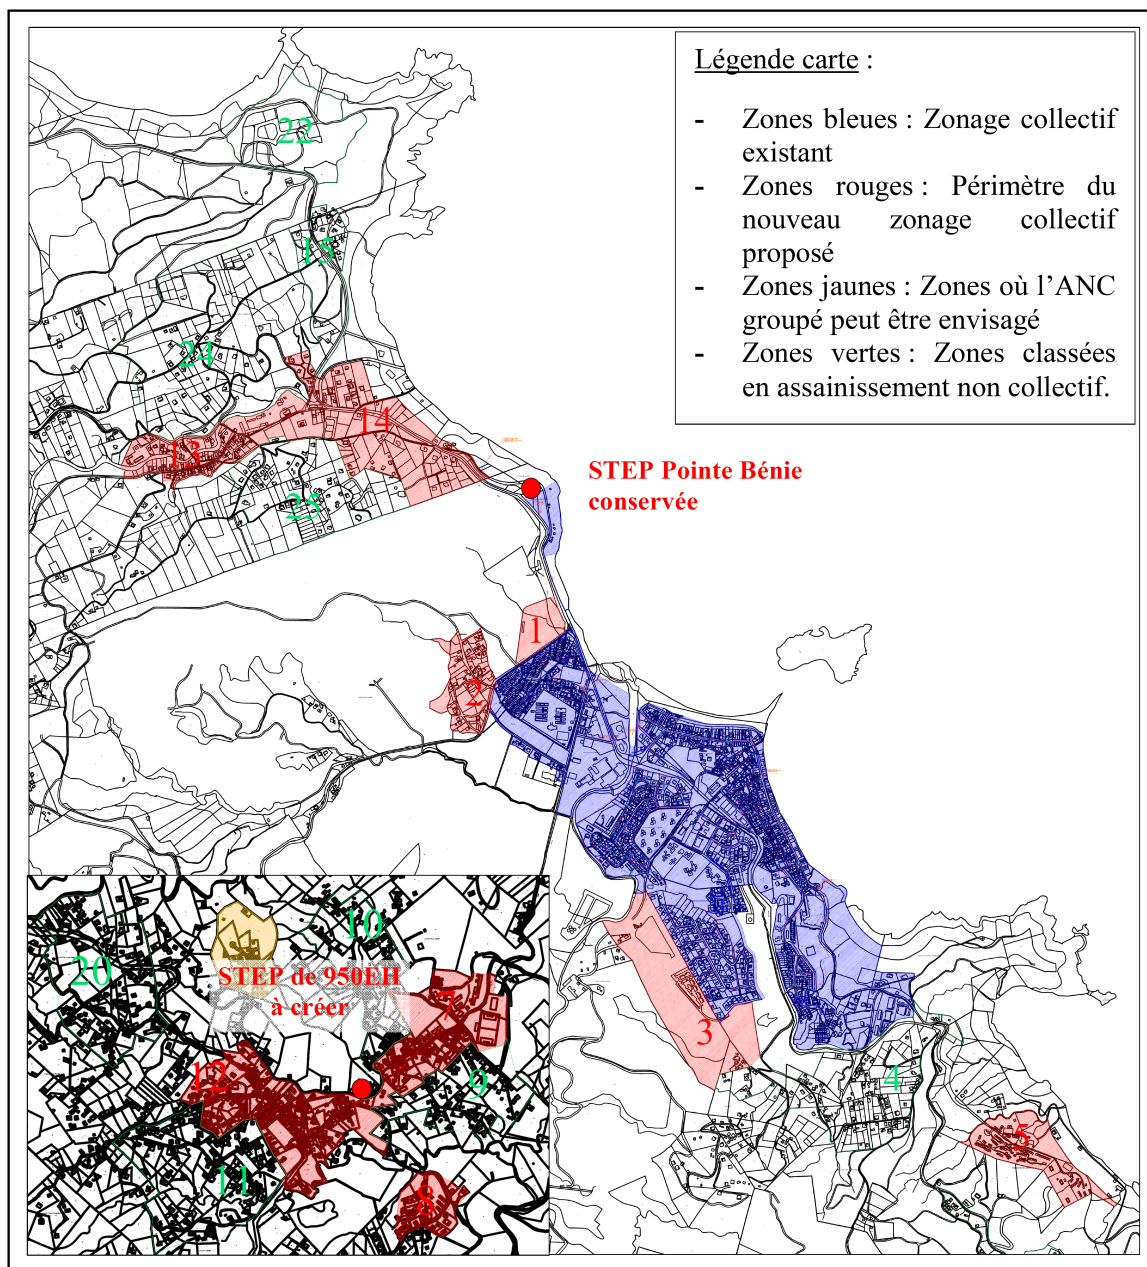 Légende carte :
- Zones bleues : Zonage collectif
existant
- Zones rouges : Périmètre du
nouveau zonage collectif
proposé
- Zones jaunes : Zones où l'ANC
groupé peut être envisagé
- Zones vertes : Zones classées
en assainissement non collectif.
22
15
24
14
13
23
STEP Pointe Bénie
conservée
1
2
3
4
5
10
20
STEP de 950EH
à créer
7
12
9
11
8